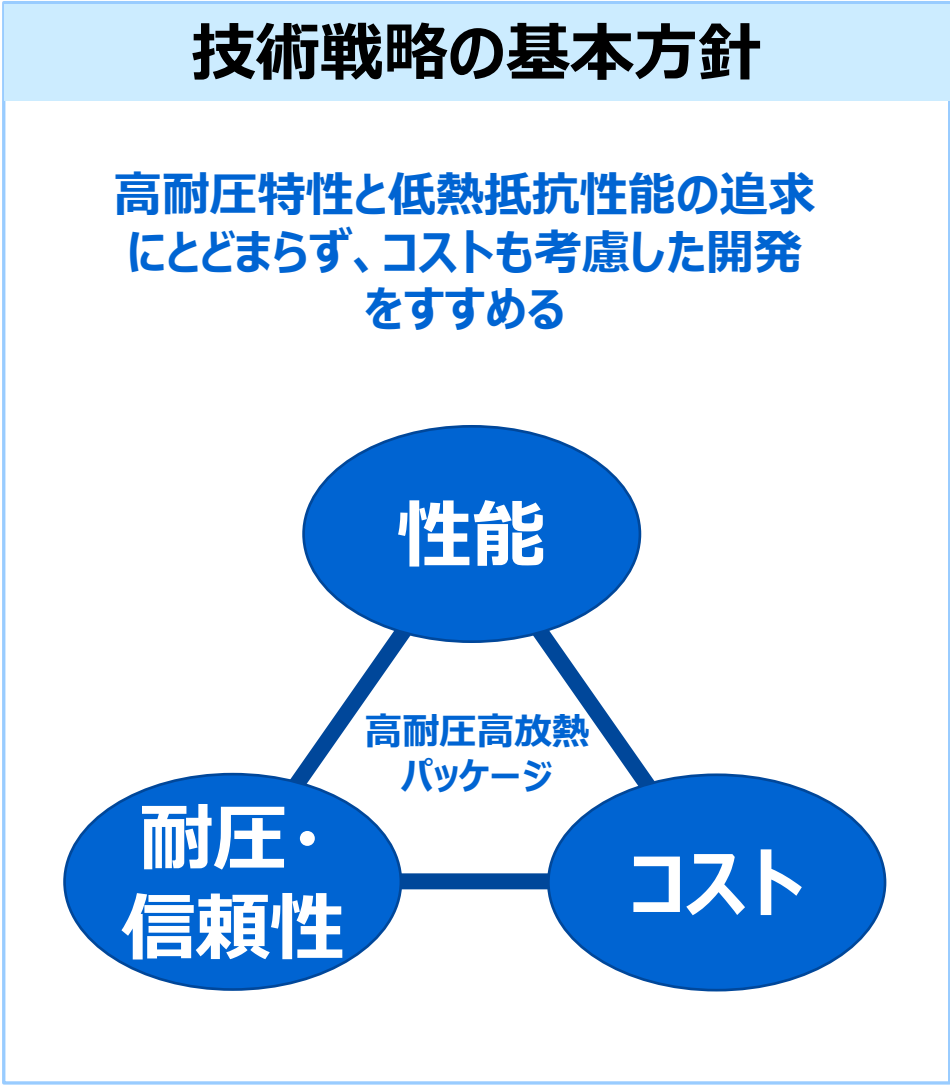 技術戦略の基本方針
高耐圧特性と低熱抵抗性能の追求
にとどまらず、コストも考慮した開発
をすすめる
性能
高耐圧高放熱
パッケージ
耐圧・
信頼性
コスト